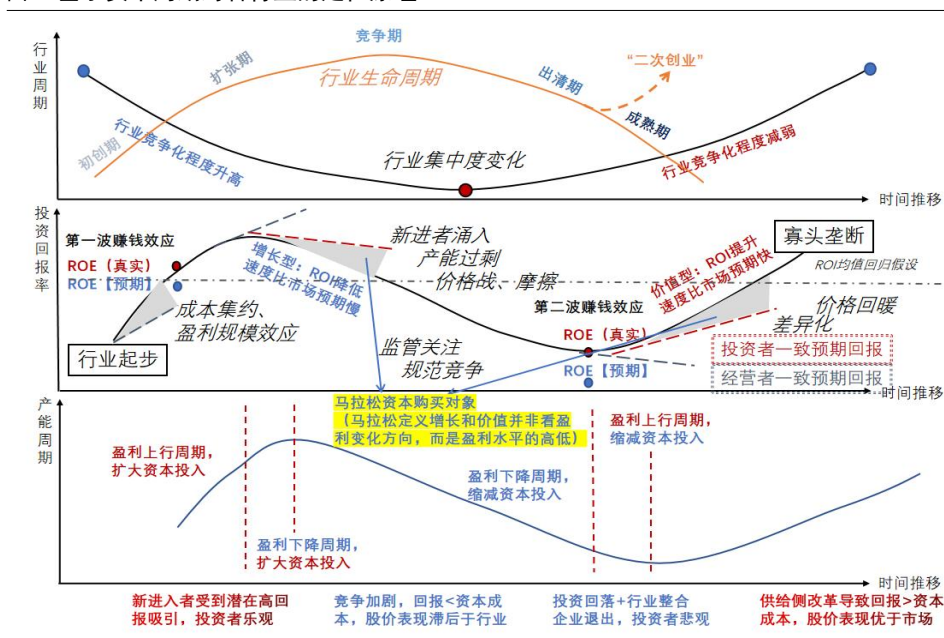 行业周期
竞争期
扩张期
行业生命周期
出清期
“二次创业”
初创期
行业竞争化程度升高
行业集中度变化
成熟期
行业竞争化程度减弱
时间推移
投资回报率
第一波赚钱效应
ROE（真实）
ROE【预期】
成本集约、
盈利规模效应
行业起步
增长型：ROI降低
速度比市场预期慢
新进者涌入
产能过剩
价格战、摩擦
监管关注
规范竞争
第二波赚钱效应
ROE（真实）
ROE【预期】
价值型：ROI提升
速度比市场预期快
寡头垄断
ROI均值回归假设
价格回暖
差异化
投资者一致预期回报
经营者一致预期回报
时间推移
产能周期
马拉松资本购买对象
（马拉松定义增长和价值并非看盈
利变化方向，而是盈利水平的高低）
盈利上行周期，
扩大资本投入
盈利下降周期，
扩大资本投入
盈利下降周期，
缩减资本投入
盈利上行周期，
缩减资本投入
时间推移
新进入者受到潜在高回
报吸引，投资者乐观
竞争加剧，回报<资本成
本，股价表现滞后于行业
投资回落+行业整合
企业退出，投资者悲观
供给侧改革导致回报>资本
成本，股价表现优于市场